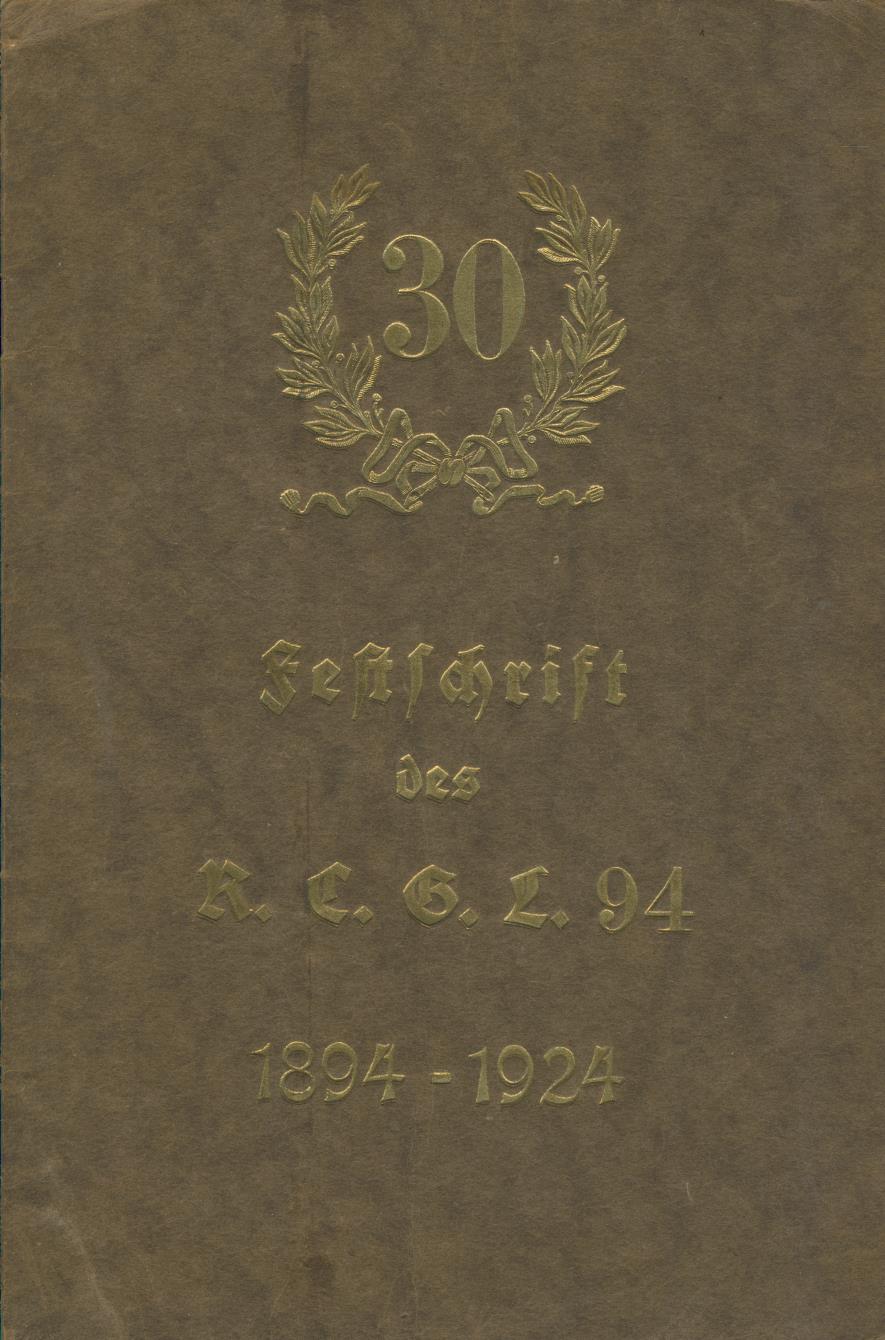 30
Festschrift
des
R. C. G. L. 94
1894 - 1924